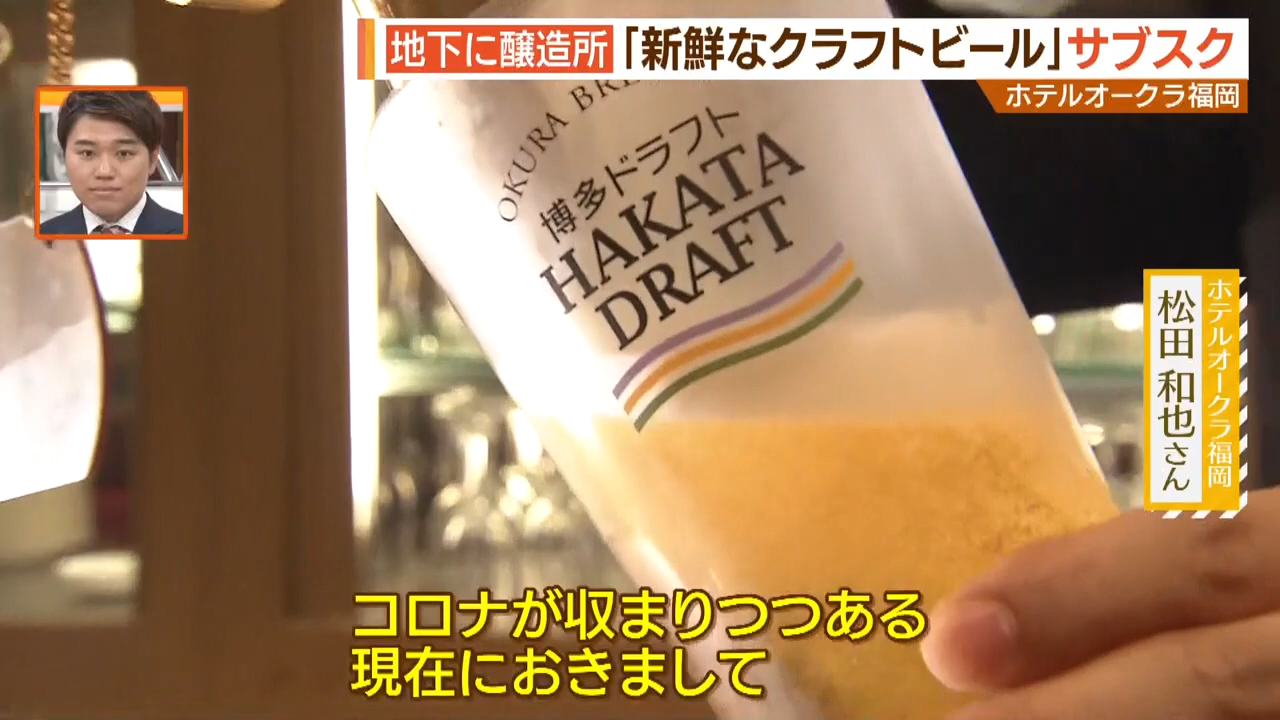 地下に醸造所「新鮮なクラフトビール」サブスク
ホテルオークラ福岡
OKURA BRE
博多ドラフト
HAKATA
DRAFT
ホテルオークラ福岡
松田 和也さん
コロナが収まりつつある
現在におきまして